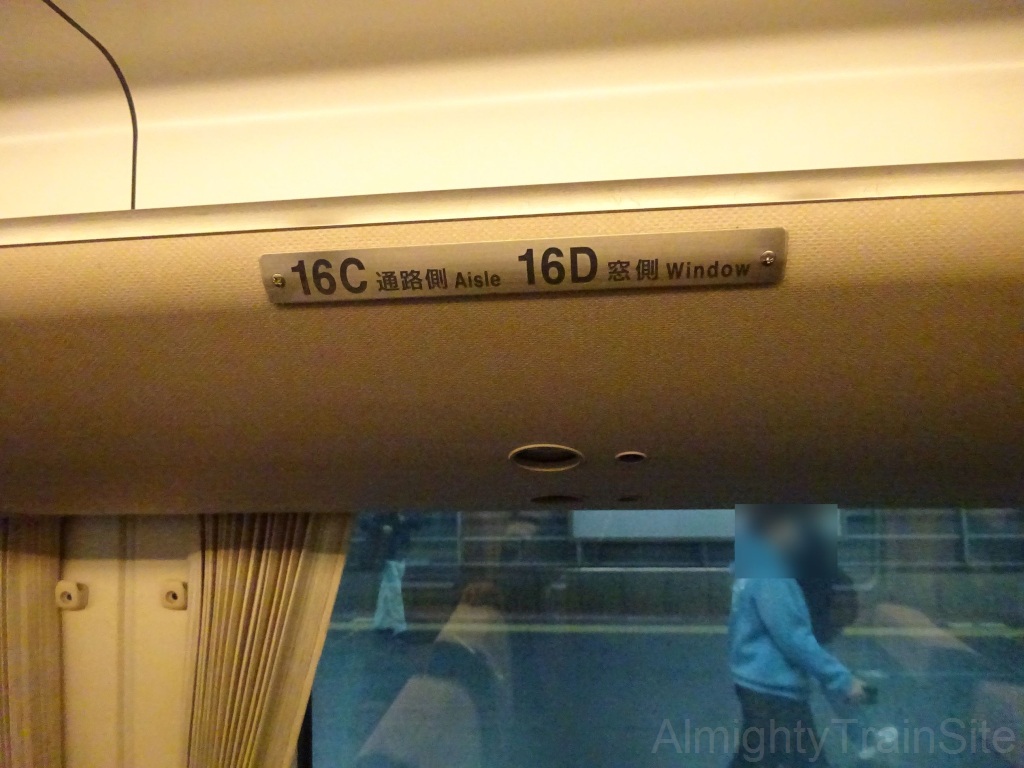 16C 通路側 Aisle 16D 窓側 Window
AlmightyTrainSite